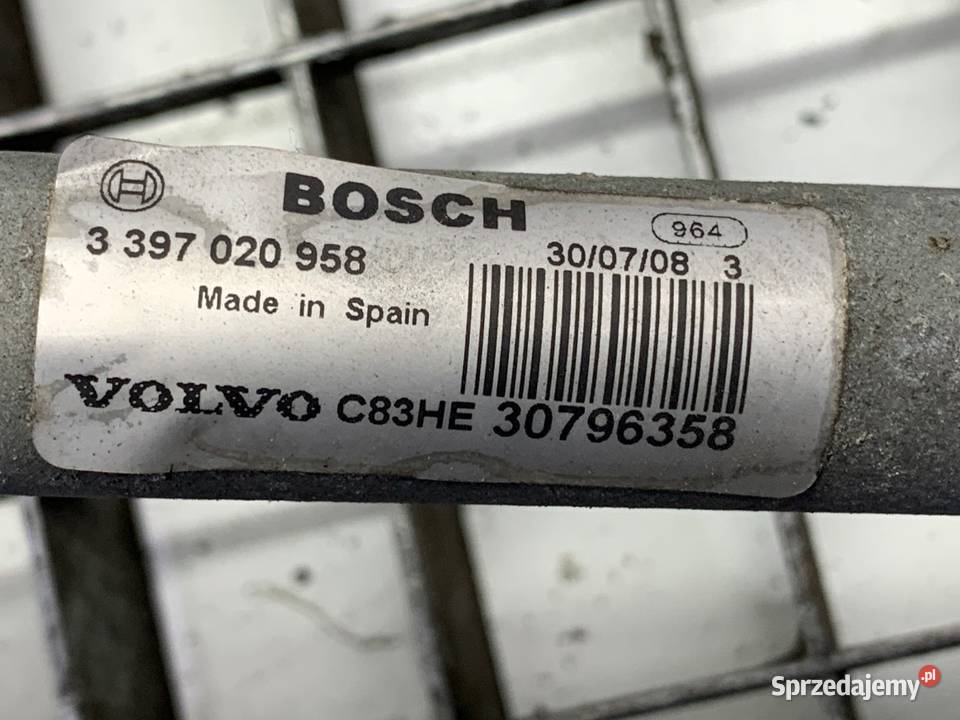 BOSCH
964
3 397 020 958
30/07/08 3
Made in Spain
VOLVO C83HE 30796358
Sprzedajemy.pl